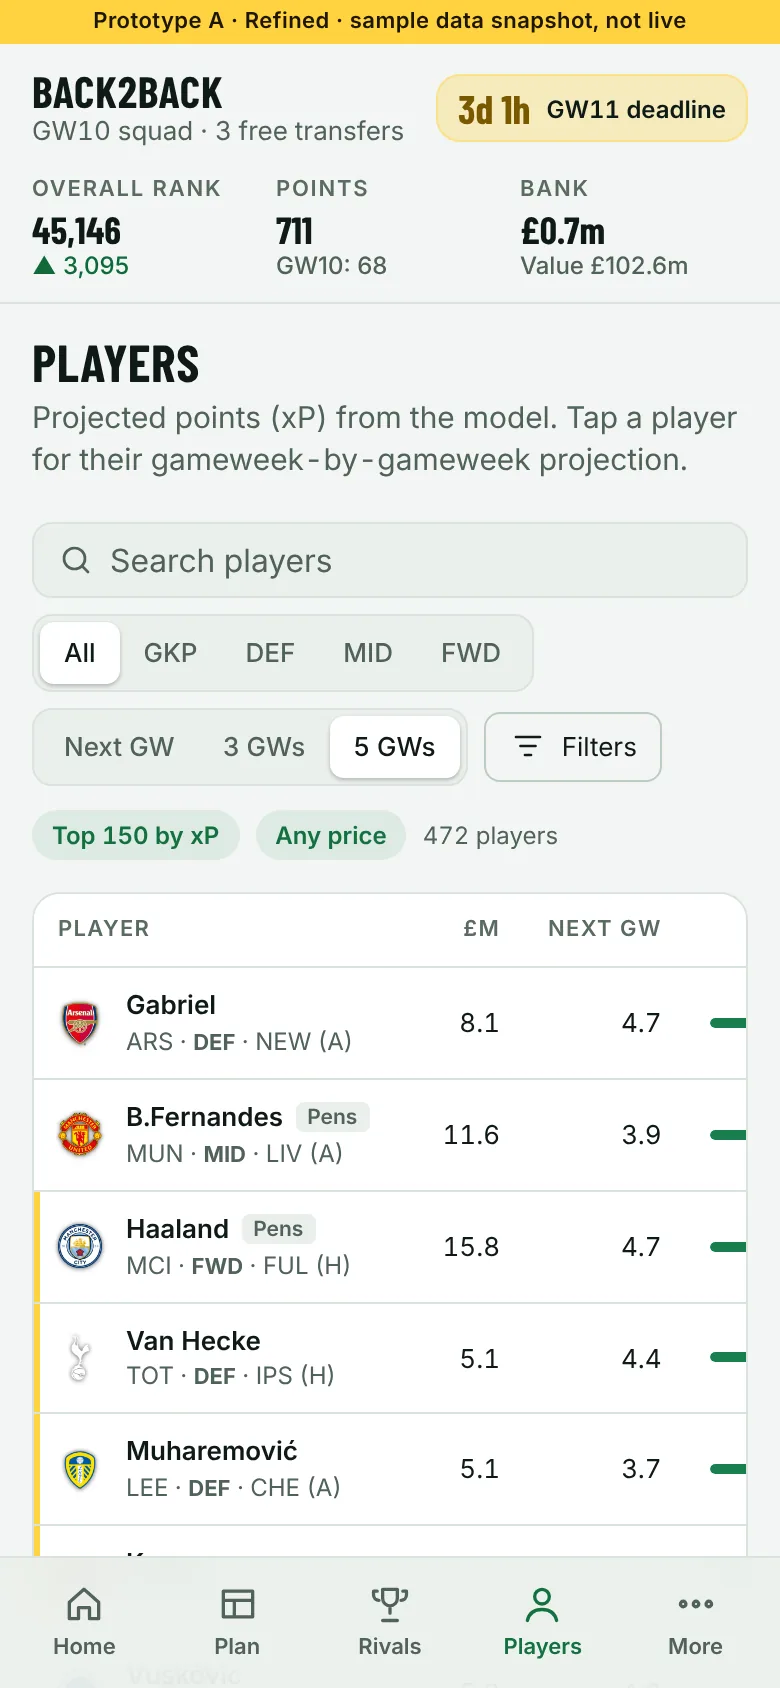 Prototype A · Refined · sample data snapshot, not live
BACK2BACK
GW10 squad · 3 free transfers
3d 1h GW11 deadline
OVERALL RANK POINTS BANK
45,146 711 £0.7m
▲ 3,095 GW10: 68 Value £102.6m
PLAYERS
Projected points (xP) from the model. Tap a player
for their gameweek-by-gameweek projection.
Search players
All GKP DEF MID FWD
Next GW 3 GWs 5 GWs Filters
Top 150 by xP Any price 472 players
PLAYER £M NEXT GW
Gabriel
ARS · DEF · NEW (A) 8.1 4.7
B.Fernandes Pens
MUN · MID · LIV (A) 11.6 3.9
Haaland Pens
MCI · FWD · FUL (H) 15.8 4.7
Van Hecke
TOT · DEF · IPS (H) 5.1 4.4
Muharemović
LEE · DEF · CHE (A) 5.1 3.7
Home Plan Rivals Players More